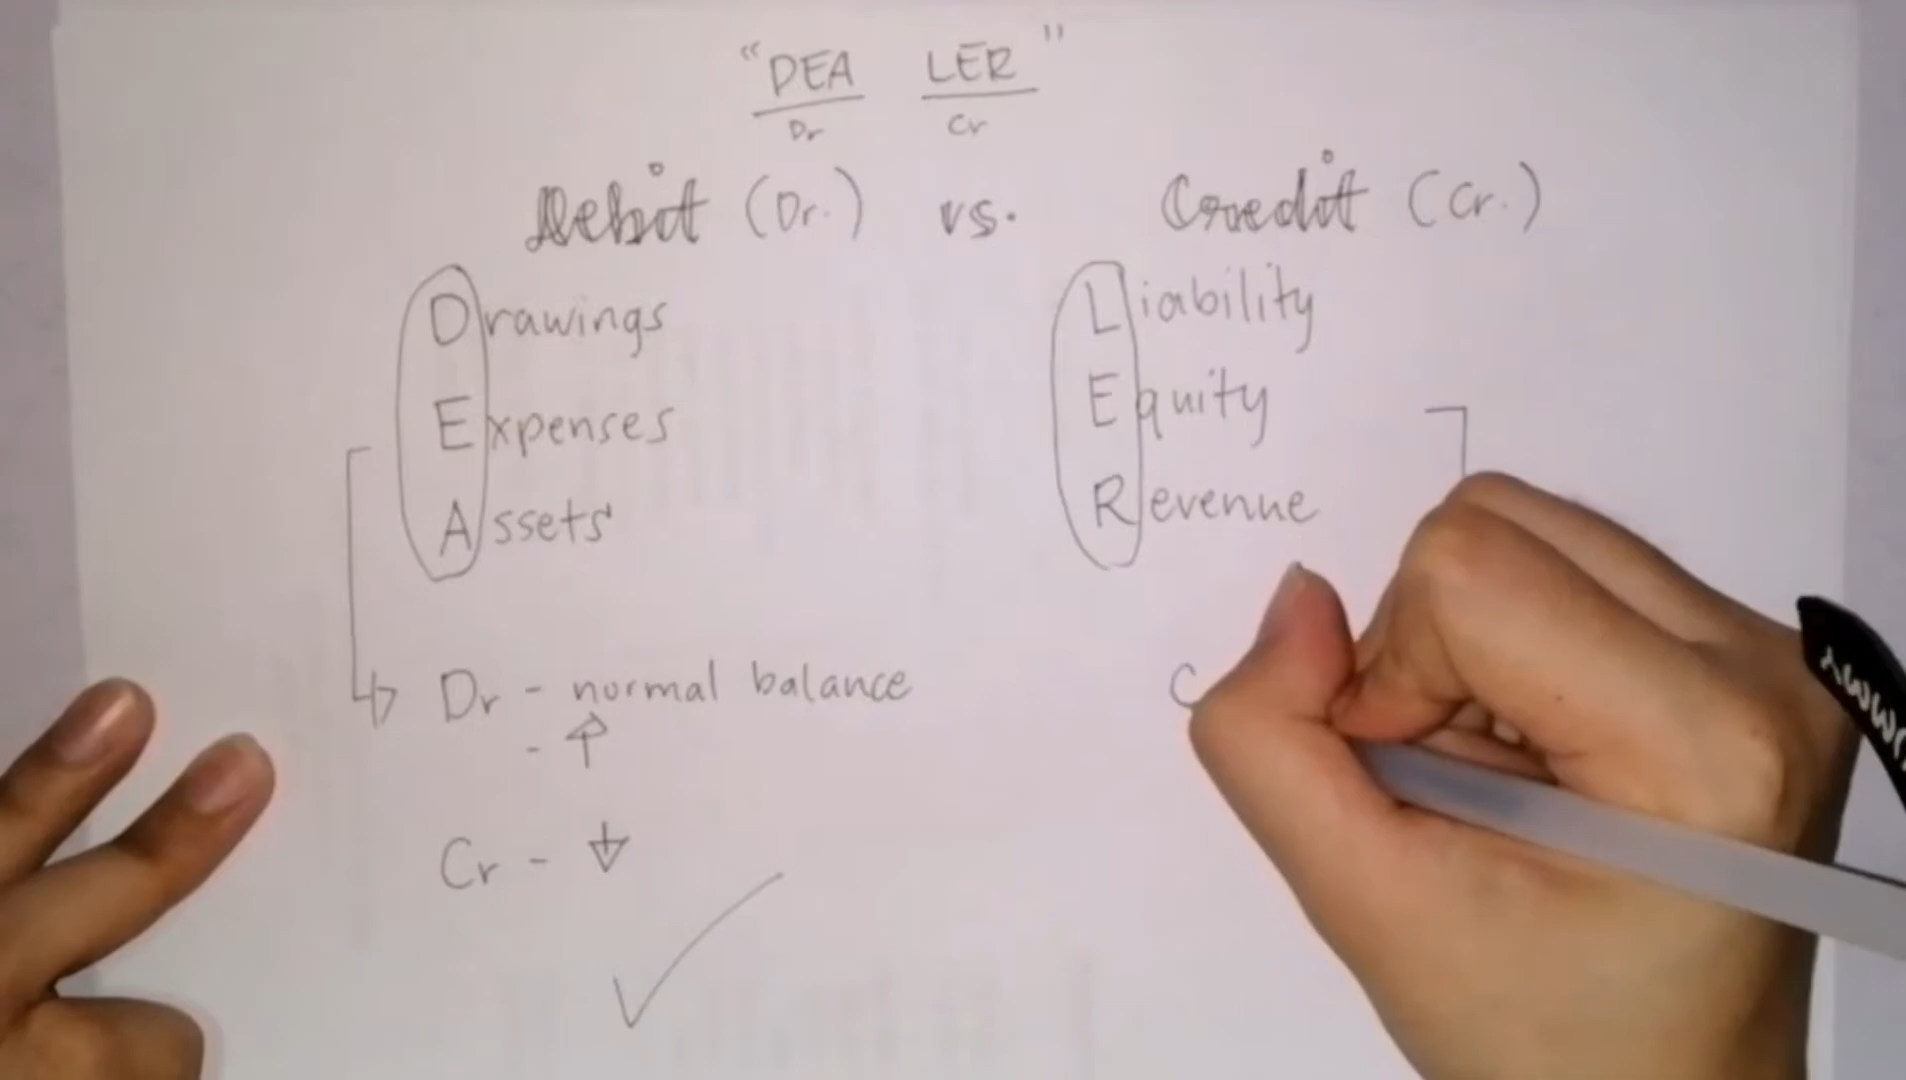 "DEA LER"
Dr Cr
Debit (Dr.) vs. Credit (Cr.)
Drawings
Expenses
Assets
Liability
Equity
Revenue
Dr - normal balance
- ↑
Cr - ↓
C